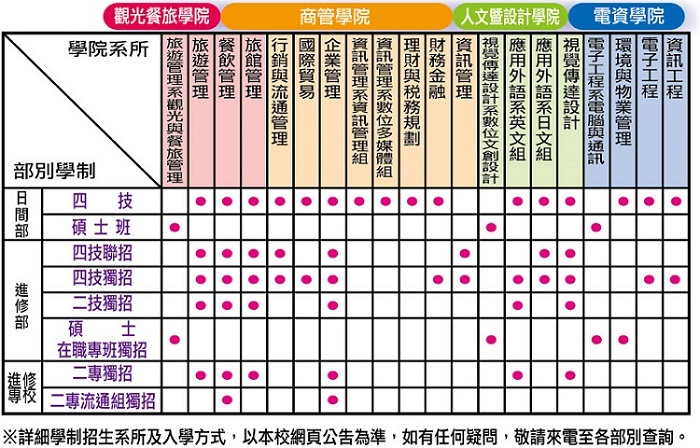 觀光餐旅學院 商管學院 人文暨設計學院 電資學院
學院系所
部別學制
旅遊管理系觀光與餐旅管理
旅遊管理
餐飲管理
旅館管理
行銷與流通管理
國際貿易
企業管理
資訊管理系資訊管理組
資訊管理系數位多媒體組
理財與稅務規劃
財務金融
資訊管理
視覺傳達設計系數位文創設計
應用外語系英文組
應用外語系日文組
視覺傳達設計
電子工程系電腦與通訊
環境與物業管理
電子工程
資訊工程
日間部
四技
碩士班
進修部
四技聯招
四技獨招
二技獨招
碩士
在職專班獨招
進修專校
二專獨招
二專流通組獨招
※詳細學制招生系所及入學方式，以本校網頁公告為準，如有任何疑問，敬請來電至各部別查詢。